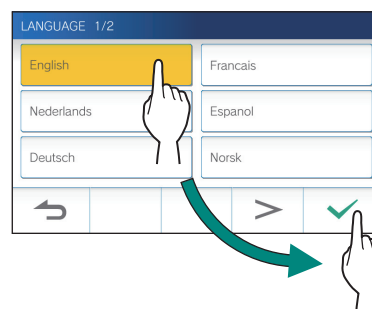 LANGUAGE 1/2
English
Francais
Nederlands
Espanol
Deutsch
Norsk